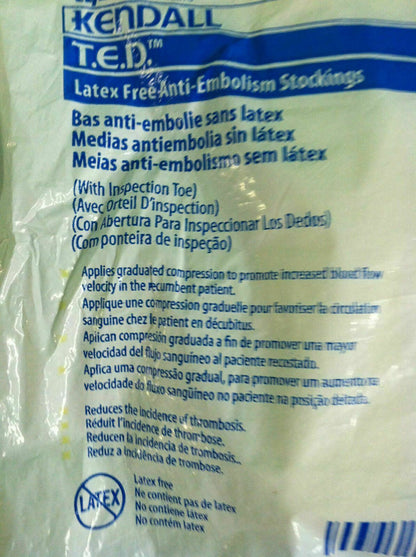 KENDALL
T.E.D.™
Latex Free Anti-Embolism Stockings
Bas anti-embolie sans latex
Medias antiembolia sin látex
Meias anti-embolismo sem látex
(With Inspection Toe)
(Avec Orteil D'inspection)
(Con Abertura Para Inspeccionar Los Dedos)
(Com ponteira de inspeção)
Applies graduated compression to promote increased blood flow
velocity in the recumbent patient.
Applique une compression graduelle pour favoriser la circulation
sanguine chez le patient en décubitus.
Aplican compresión graduada a fin de promover una mayor
velocidad del flujo sanguíneo al paciente recostado.
Aplica uma compressão gradual, para promover um aumento na
velocidade do fluxo sangüíneo no paciente na posição deitada.
Reduces the incidence of thrombosis.
Réduit l'incidence de thrombose.
Reducen la incidencia de trombosis..
Reduz a incidência de trombose.
LATEX
Latex free
Ne contient pas de latex
No contiene látex
No contém latex